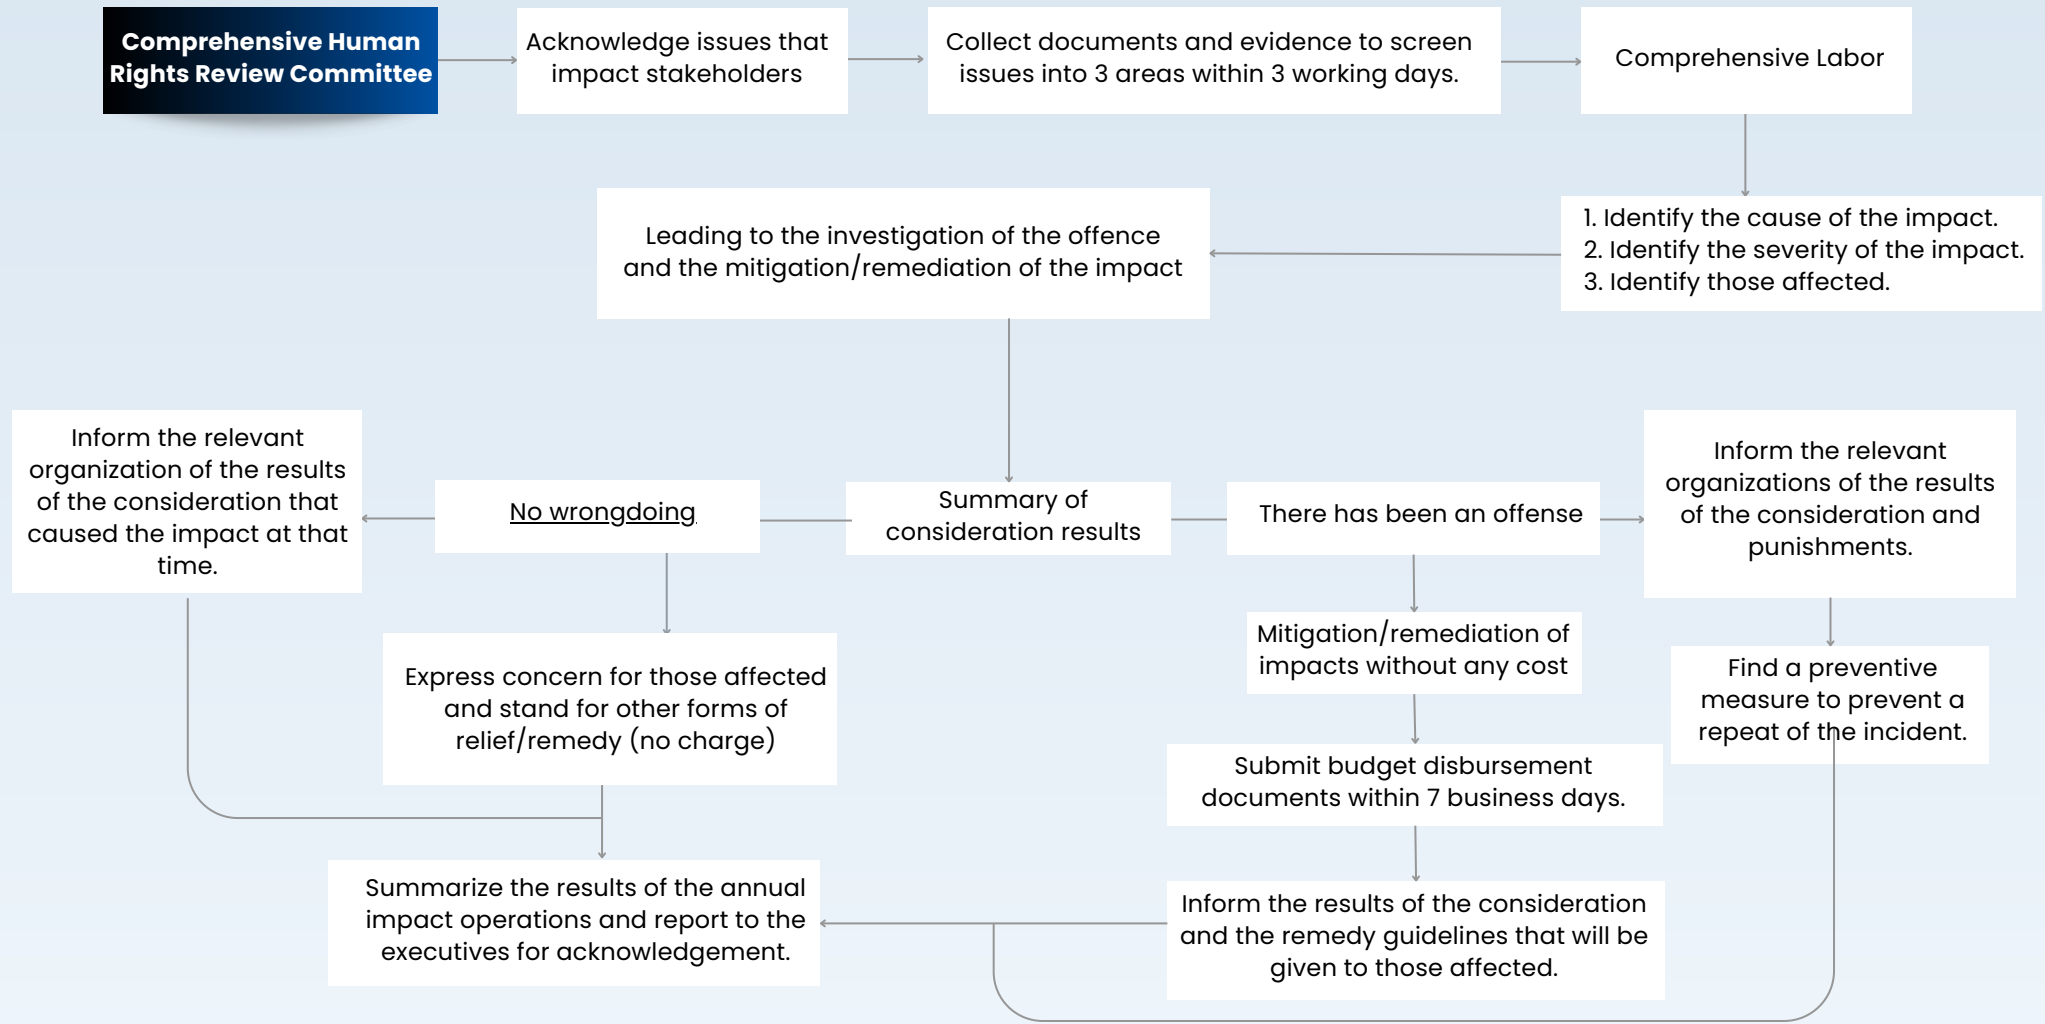 Comprehensive Human
Rights Review Committee
Acknowledge issues that
impact stakeholders
Collect documents and evidence to screen
issues into 3 areas within 3 working days.
Comprehensive Labor
1. Identify the cause of the impact.
2. Identify the severity of the impact.
3. Identify those affected.
Leading to the investigation of the offence
and the mitigation/remediation of the impact
Inform the relevant
organization of the results
of the consideration that
caused the impact at that
time.
No wrongdoing
Summary of
consideration results
There has been an offense
Inform the relevant
organizations of the results
of the consideration and
punishments.
Express concern for those affected
and stand for other forms of
relief/remedy (no charge)
Mitigation/remediation of
impacts without any cost
Find a preventive
measure to prevent a
repeat of the incident.
Submit budget disbursement
documents within 7 business days.
Summarize the results of the annual
impact operations and report to the
executives for acknowledgement.
Inform the results of the consideration
and the remedy guidelines that will be
given to those affected.